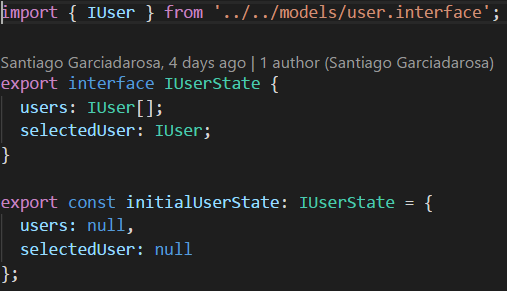 import { IUser } from '../../models/user.interface';
Santiago Garciadarosa, 4 days ago | 1 author (Santiago Garciadarosa)
export interface IUserState {
  users: IUser[];
  selectedUser: IUser;
}
export const initialUserState: IUserState = {
  users: null,
  selectedUser: null
};